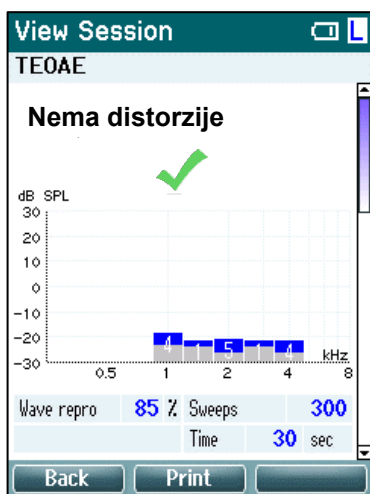 View Session L
TEOAE
Nema distorzije
dB SPL
30
20
10
0
-10
-20
-30
4 1 5 1 4
kHz
0.5 1 2 4 8
Wave repro 85 % Sweeps 300
Time 30 sec
Back Print